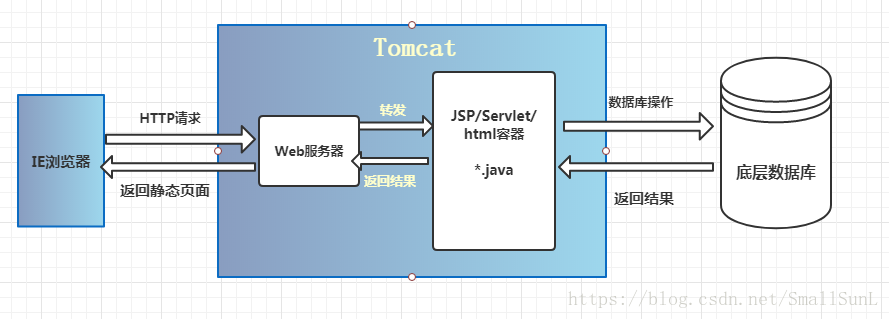 Tomcat
IE浏览器
HTTP请求
返回静态页面
Web服务器
转发
返回结果
JSP/Servlet/
html容器
*.java
数据库操作
返回结果
底层数据库
https://blog.csdn.net/SmallSunL